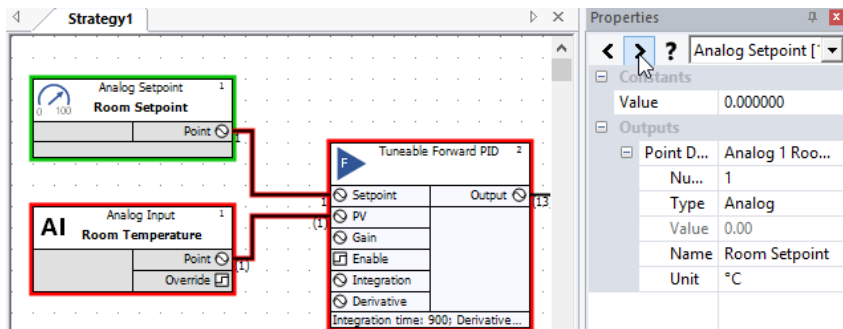 Strategy1
Analog Setpoint 1
Room Setpoint
0 100
Point
1
Analog Input 1
AI Room Temperature
Point
(1)
Override
Tuneable Forward PID 2
F
1 Setpoint Output
(13
(1) PV
Gain
Enable
Integration
Derivative
Integration time: 900; Derivative...
Properties
? Analog Setpoint [
Constants
Value 0.000000
Outputs
Point D... Analog 1 Roo...
Nu... 1
Type Analog
Value 0.00
Name Room Setpoint
Unit °C